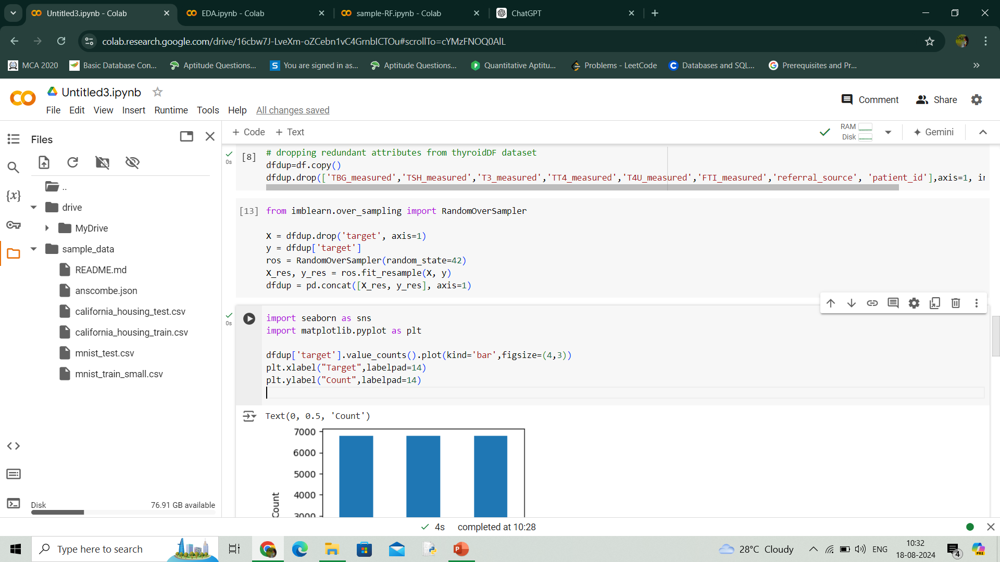 Untitled3.ipynb - Colab
EDA.ipynb - Colab
sample-RF.ipynb - Colab
ChatGPT
colab.research.google.com/drive/16cbw7J-LveXm-oZCebn1vC4GrnbICTOu#scrollTo=cYMzFNOQ0AlL
MCA 2020
Basic Database Con...
Aptitude Questions...
You are signed in as...
Aptitude Questions...
Quantitative Aptitu...
Problems - LeetCode
Databases and SQL...
Prerequisites and Pr...
Untitled3.ipynb
Comment
Share
File Edit View Insert Runtime Tools Help All changes saved
Files
+ Code + Text
RAM
Disk
Gemini
..
drive
MyDrive
sample_data
README.md
anscombe.json
california_housing_test.csv
california_housing_train.csv
mnist_test.csv
mnist_train_small.csv
Disk 76.91 GB available
0s
[8]
# dropping redundant attributes from thyroidDF dataset
dfdup=df.copy()
dfdup.drop(['TBG_measured','TSH_measured','T3_measured','TT4_measured','T4U_measured','FTI_measured','referral_source', 'patient_id'],axis=1, in
[13]
from imblearn.over_sampling import RandomOverSampler
X = dfdup.drop('target', axis=1)
y = dfdup['target']
ros = RandomOverSampler(random_state=42)
X_res, y_res = ros.fit_resample(X, y)
dfdup = pd.concat([X_res, y_res], axis=1)
0s
import seaborn as sns
import matplotlib.pyplot as plt
dfdup['target'].value_counts().plot(kind='bar',figsize=(4,3))
plt.xlabel("Target",labelpad=14)
plt.ylabel("Count",labelpad=14)
Text(0, 0.5, 'Count')
7000
6000
5000
4000
3000
Count
4s completed at 10:28
Type here to search
28°C Cloudy
ENG
10:32
18-08-2024
4
PRE